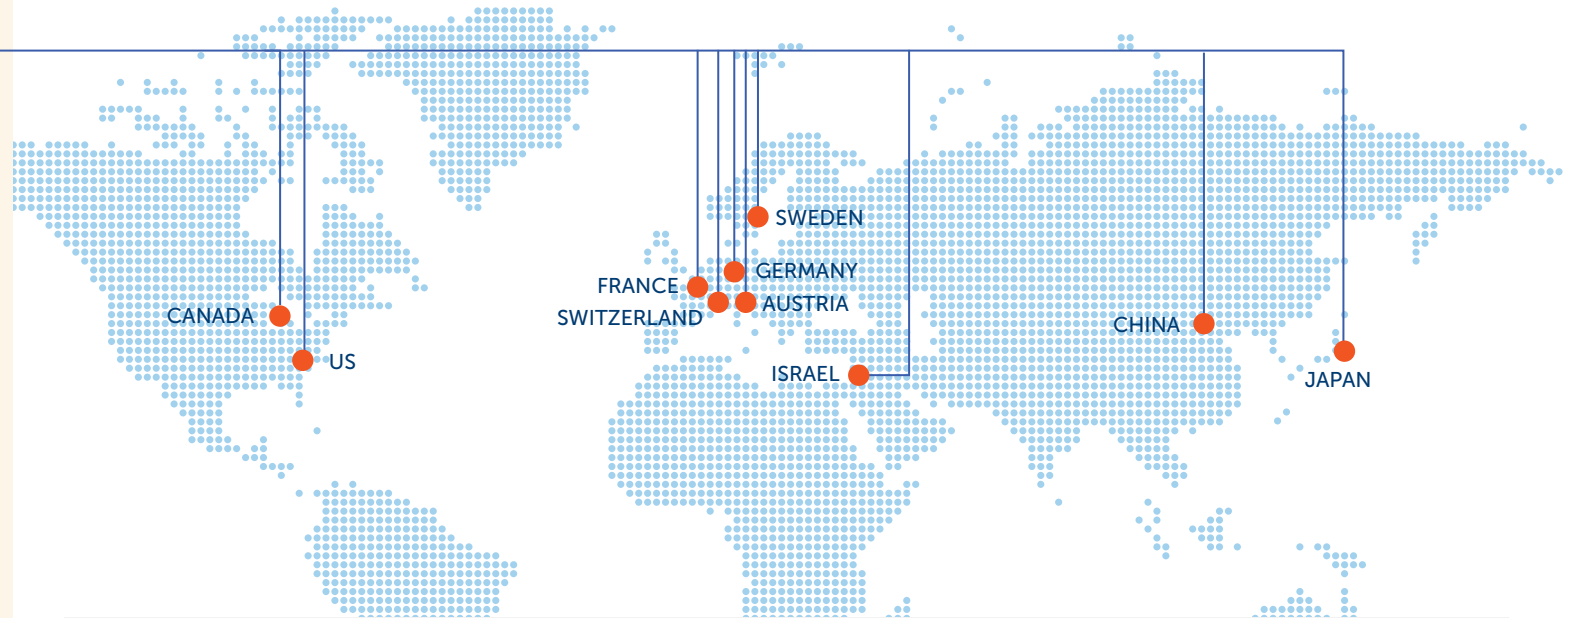 SWEDEN
GERMANY
FRANCE
AUSTRIA
SWITZERLAND
CANADA
CHINA
US
ISRAEL
JAPAN